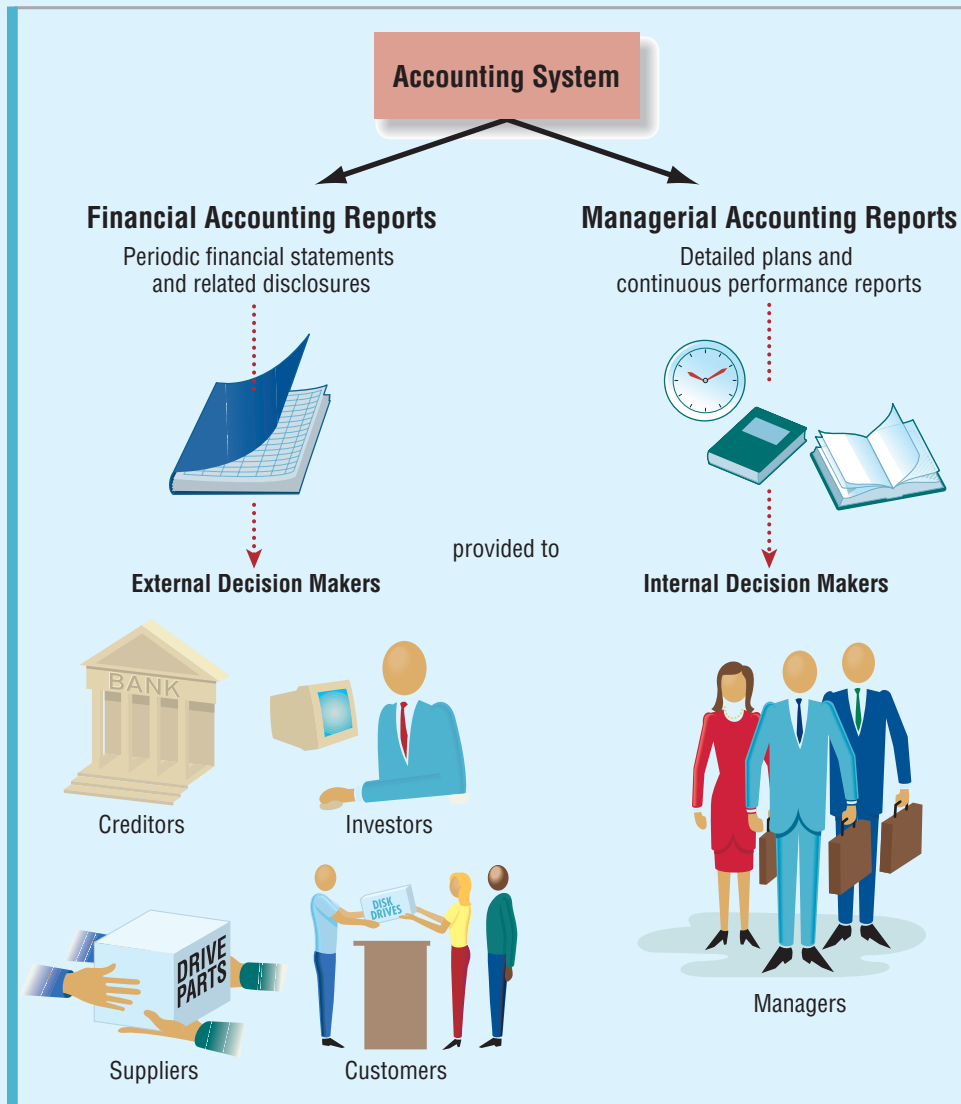 Accounting System
Financial Accounting Reports
Periodic financial statements
and related disclosures
Managerial Accounting Reports
Detailed plans and
continuous performance reports
provided to
External Decision Makers
Internal Decision Makers
BANK
Creditors
Investors
DISK
DRIVES
DRIVE
PARTS
Suppliers
Customers
Managers